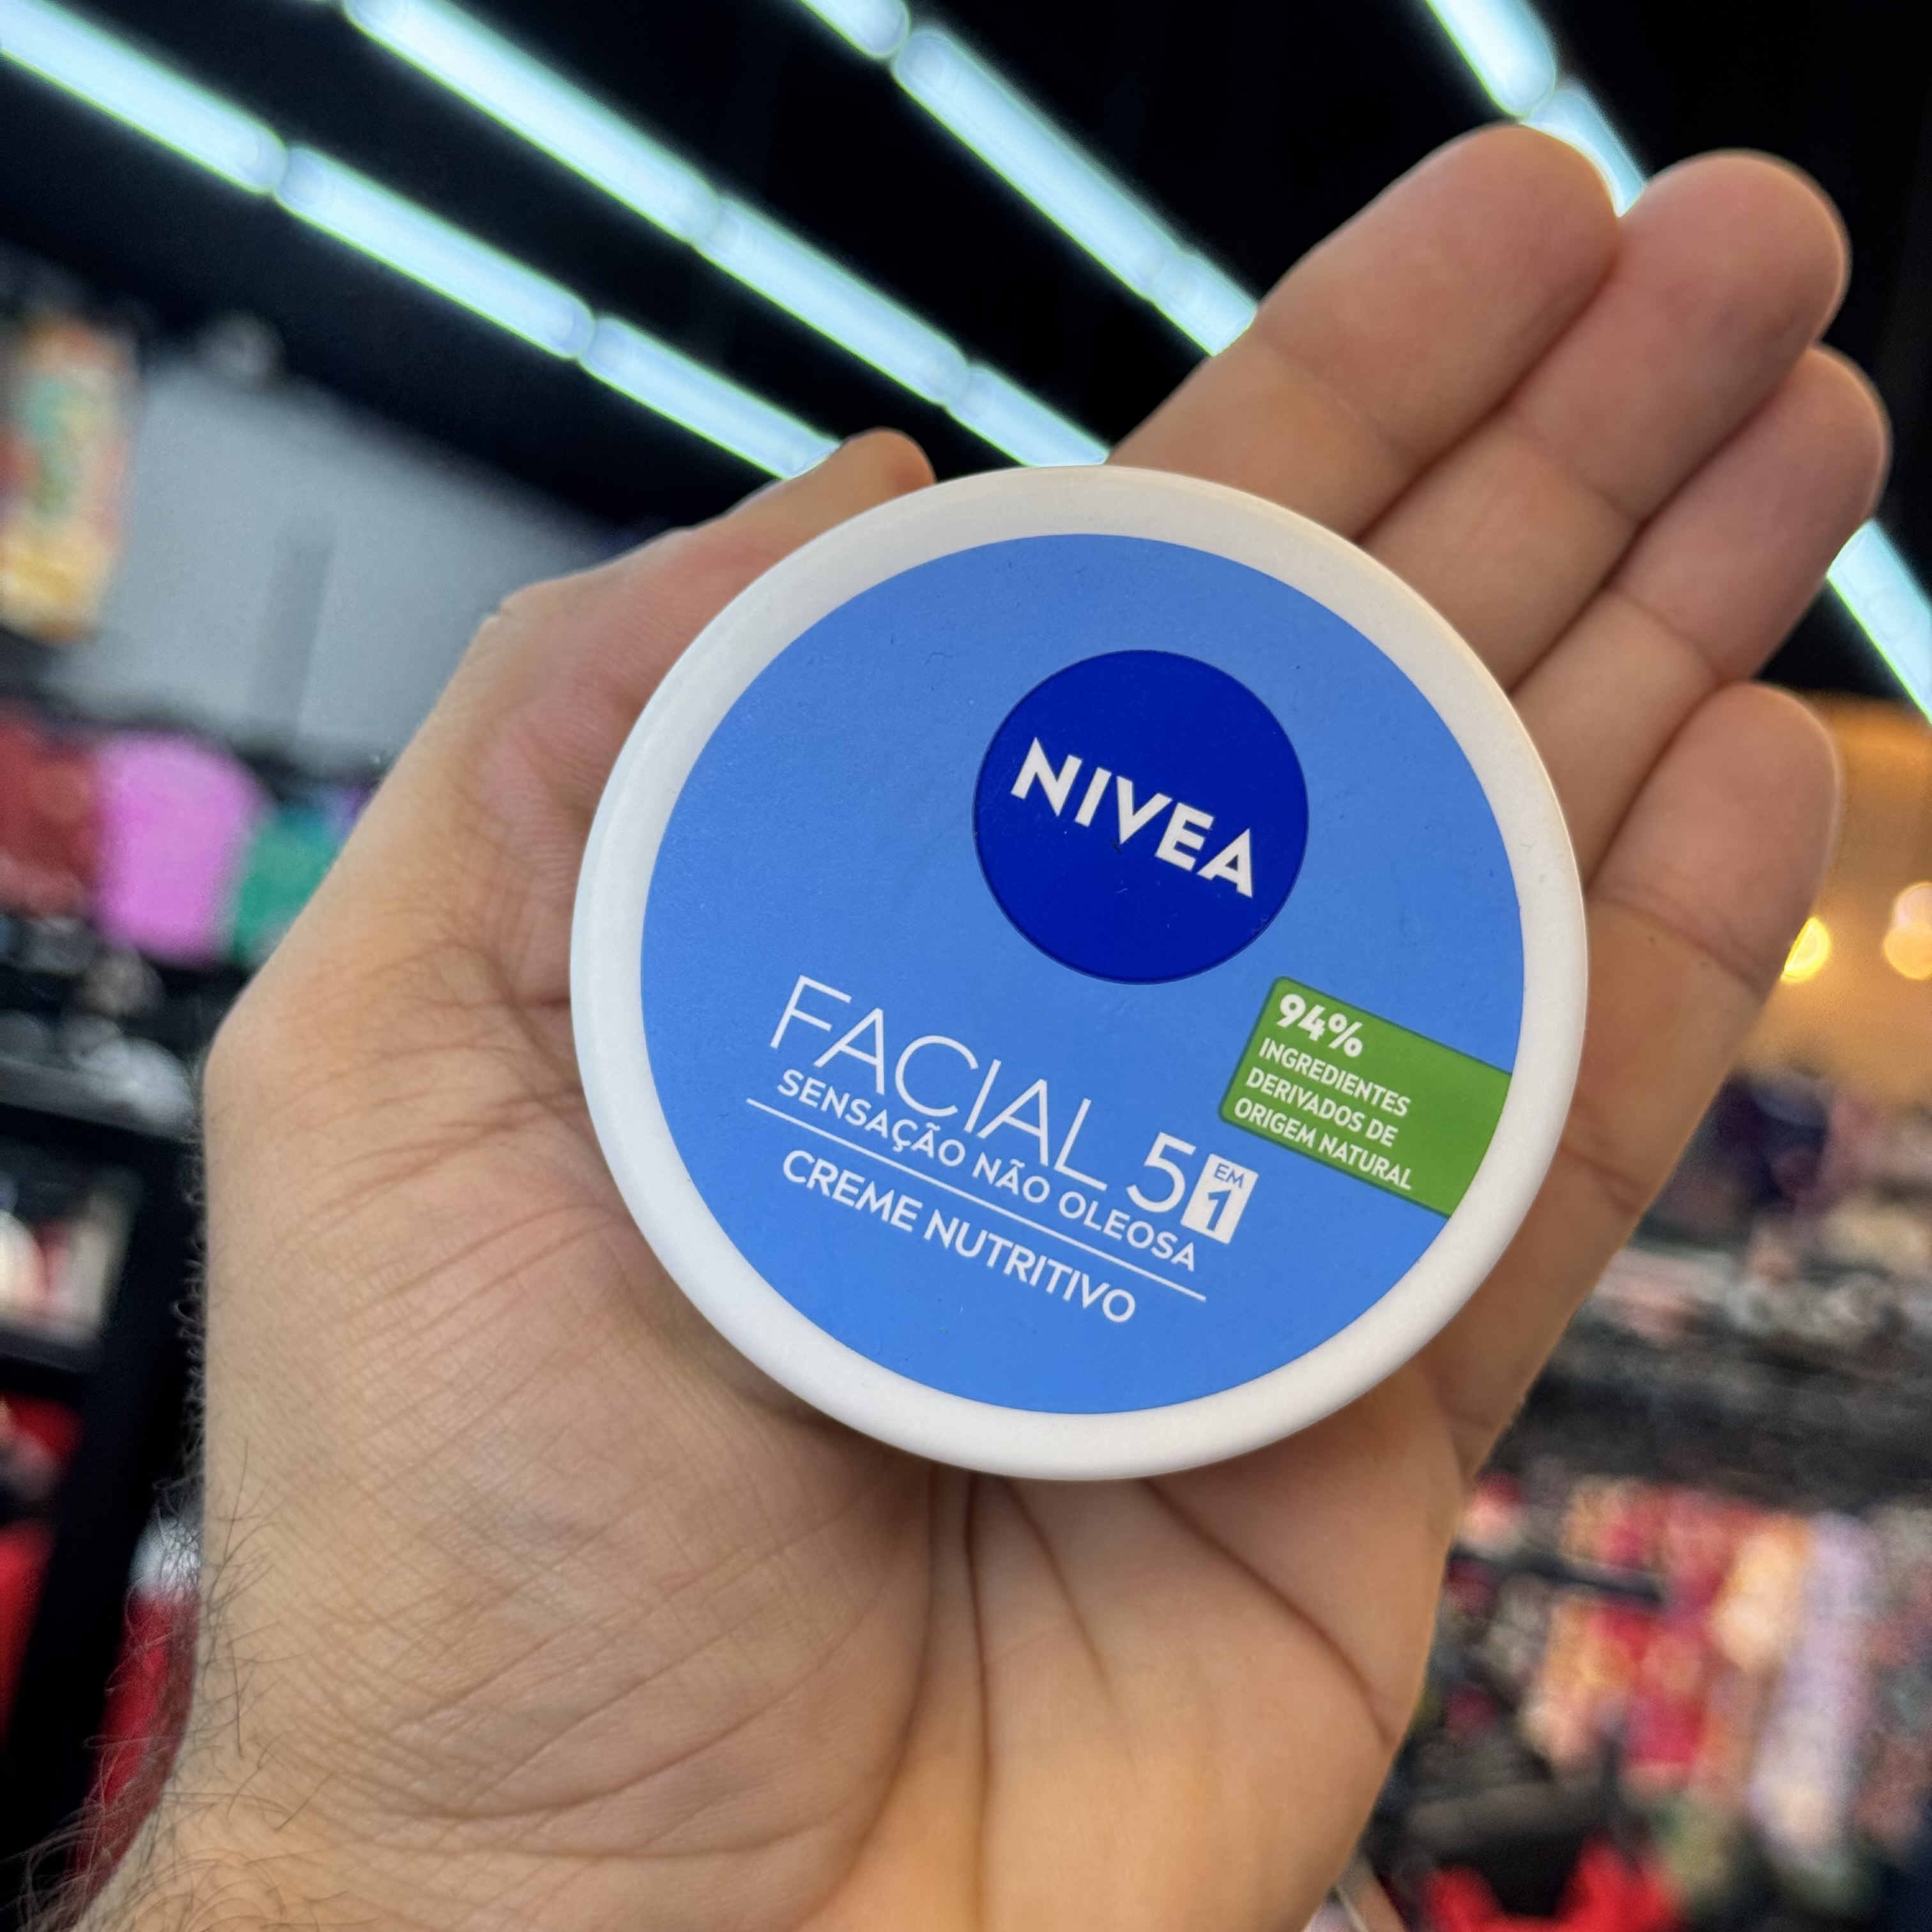 NIVEA
94%
INGREDIENTES
DERIVADOS DE
ORIGEM NATURAL
FACIAL 5 EM 1
SENSAÇÃO NÃO OLEOSA
CREME NUTRITIVO